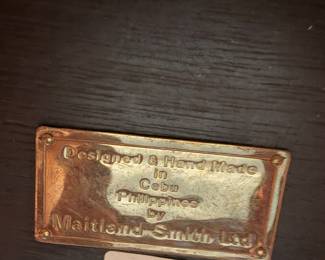 Designed & Hand Made
in
Cebu
Philippines
by
Maitland-Smith Ltd